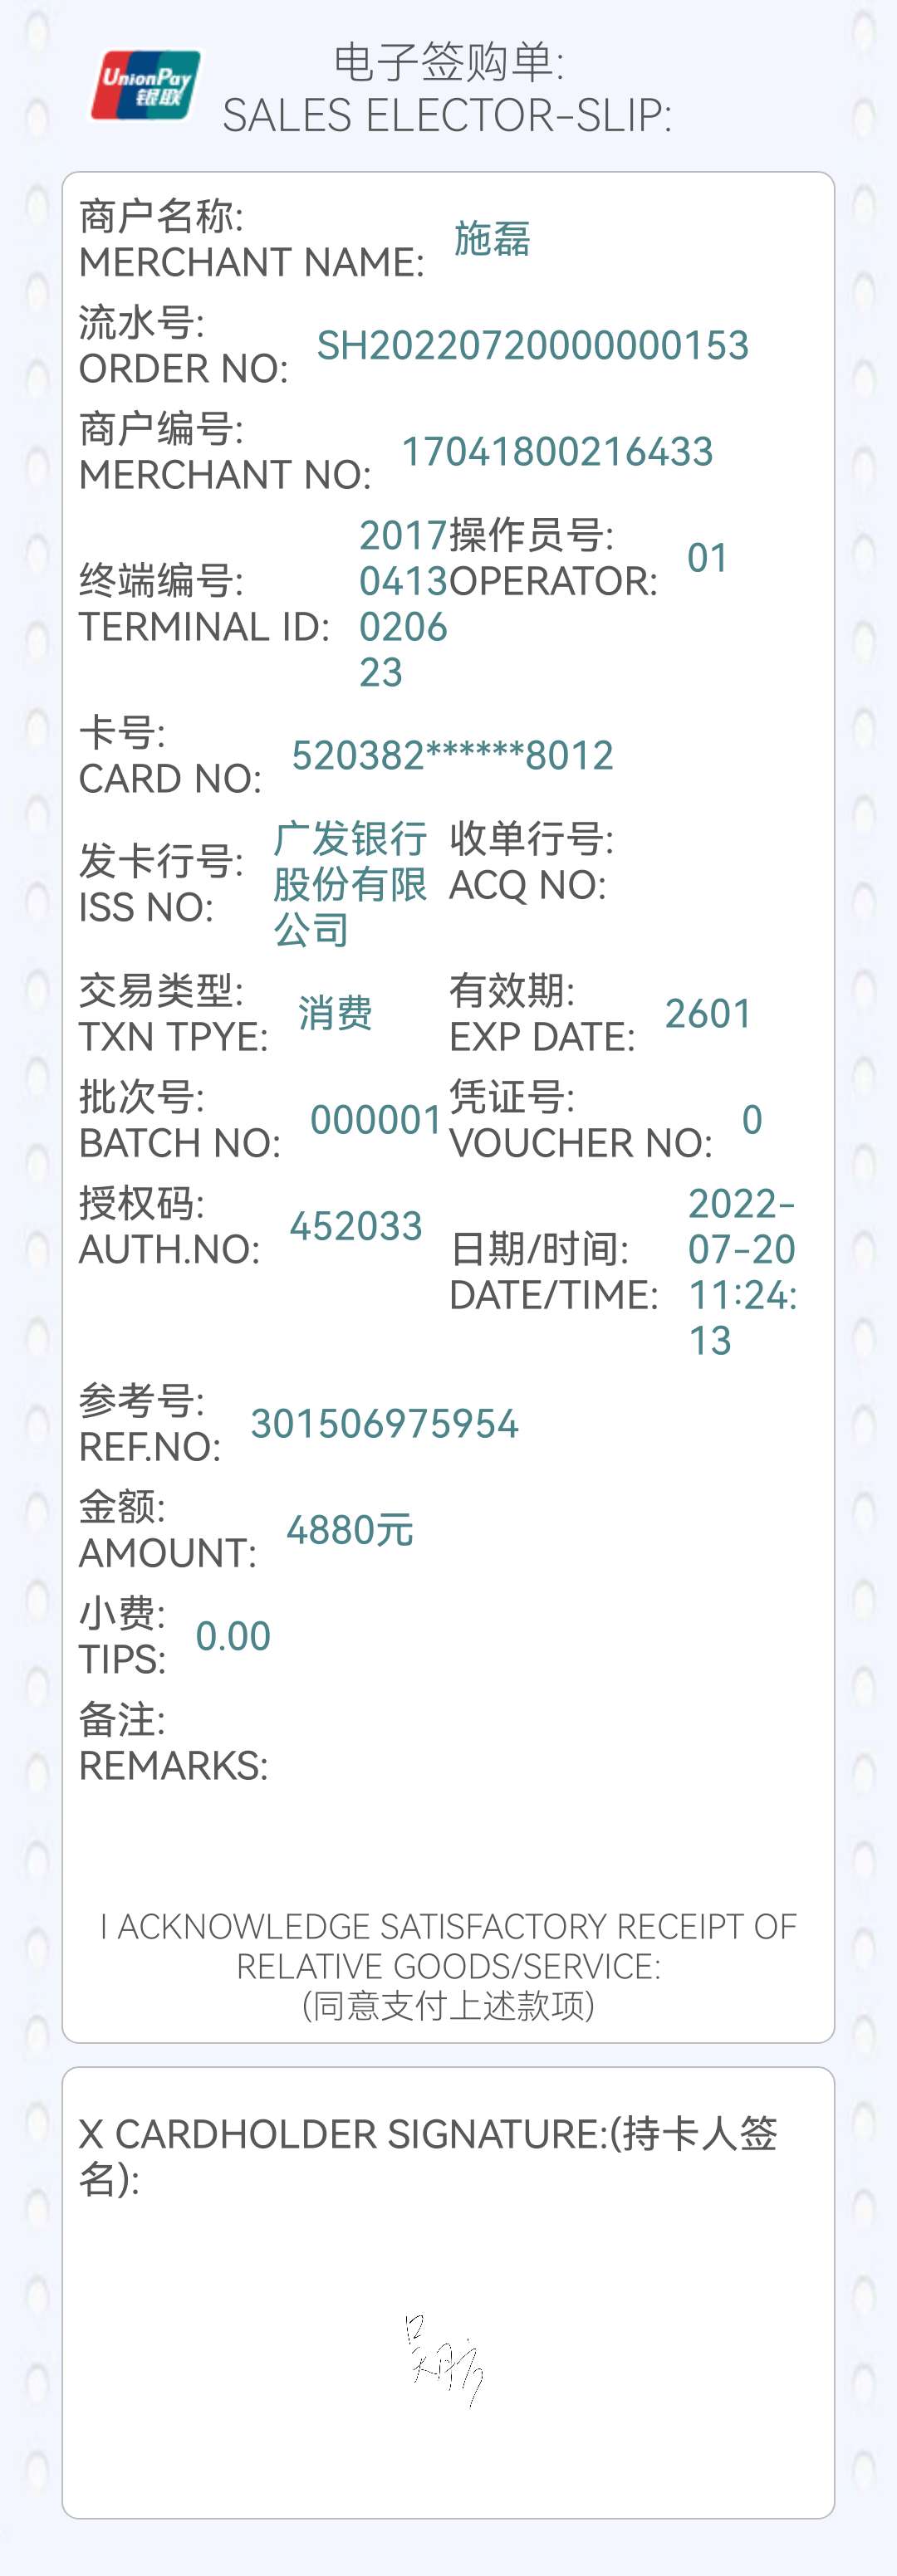 UnionPay
银联
电子签购单:
SALES ELECTOR-SLIP:
商户名称:
MERCHANT NAME:
施磊
流水号:
ORDER NO:
SH20220720000000153
商户编号:
MERCHANT NO:
17041800216433
终端编号:
TERMINAL ID:
2017
0413
0206
23
操作员号:
OPERATOR:
01
卡号:
CARD NO:
520382******8012
发卡行号:
ISS NO:
广发银行
股份有限
公司
收单行号:
ACQ NO:
交易类型:
TXN TPYE:
消费
有效期:
EXP DATE:
2601
批次号:
BATCH NO:
000001
凭证号:
VOUCHER NO:
0
授权码:
AUTH.NO:
452033
日期/时间:
DATE/TIME:
2022-
07-20
11:24:
13
参考号:
REF.NO:
301506975954
金额:
AMOUNT:
4880元
小费:
TIPS:
0.00
备注:
REMARKS:
I ACKNOWLEDGE SATISFACTORY RECEIPT OF
RELATIVE GOODS/SERVICE:
(同意支付上述款项)
X CARDHOLDER SIGNATURE:(持卡人签
名):